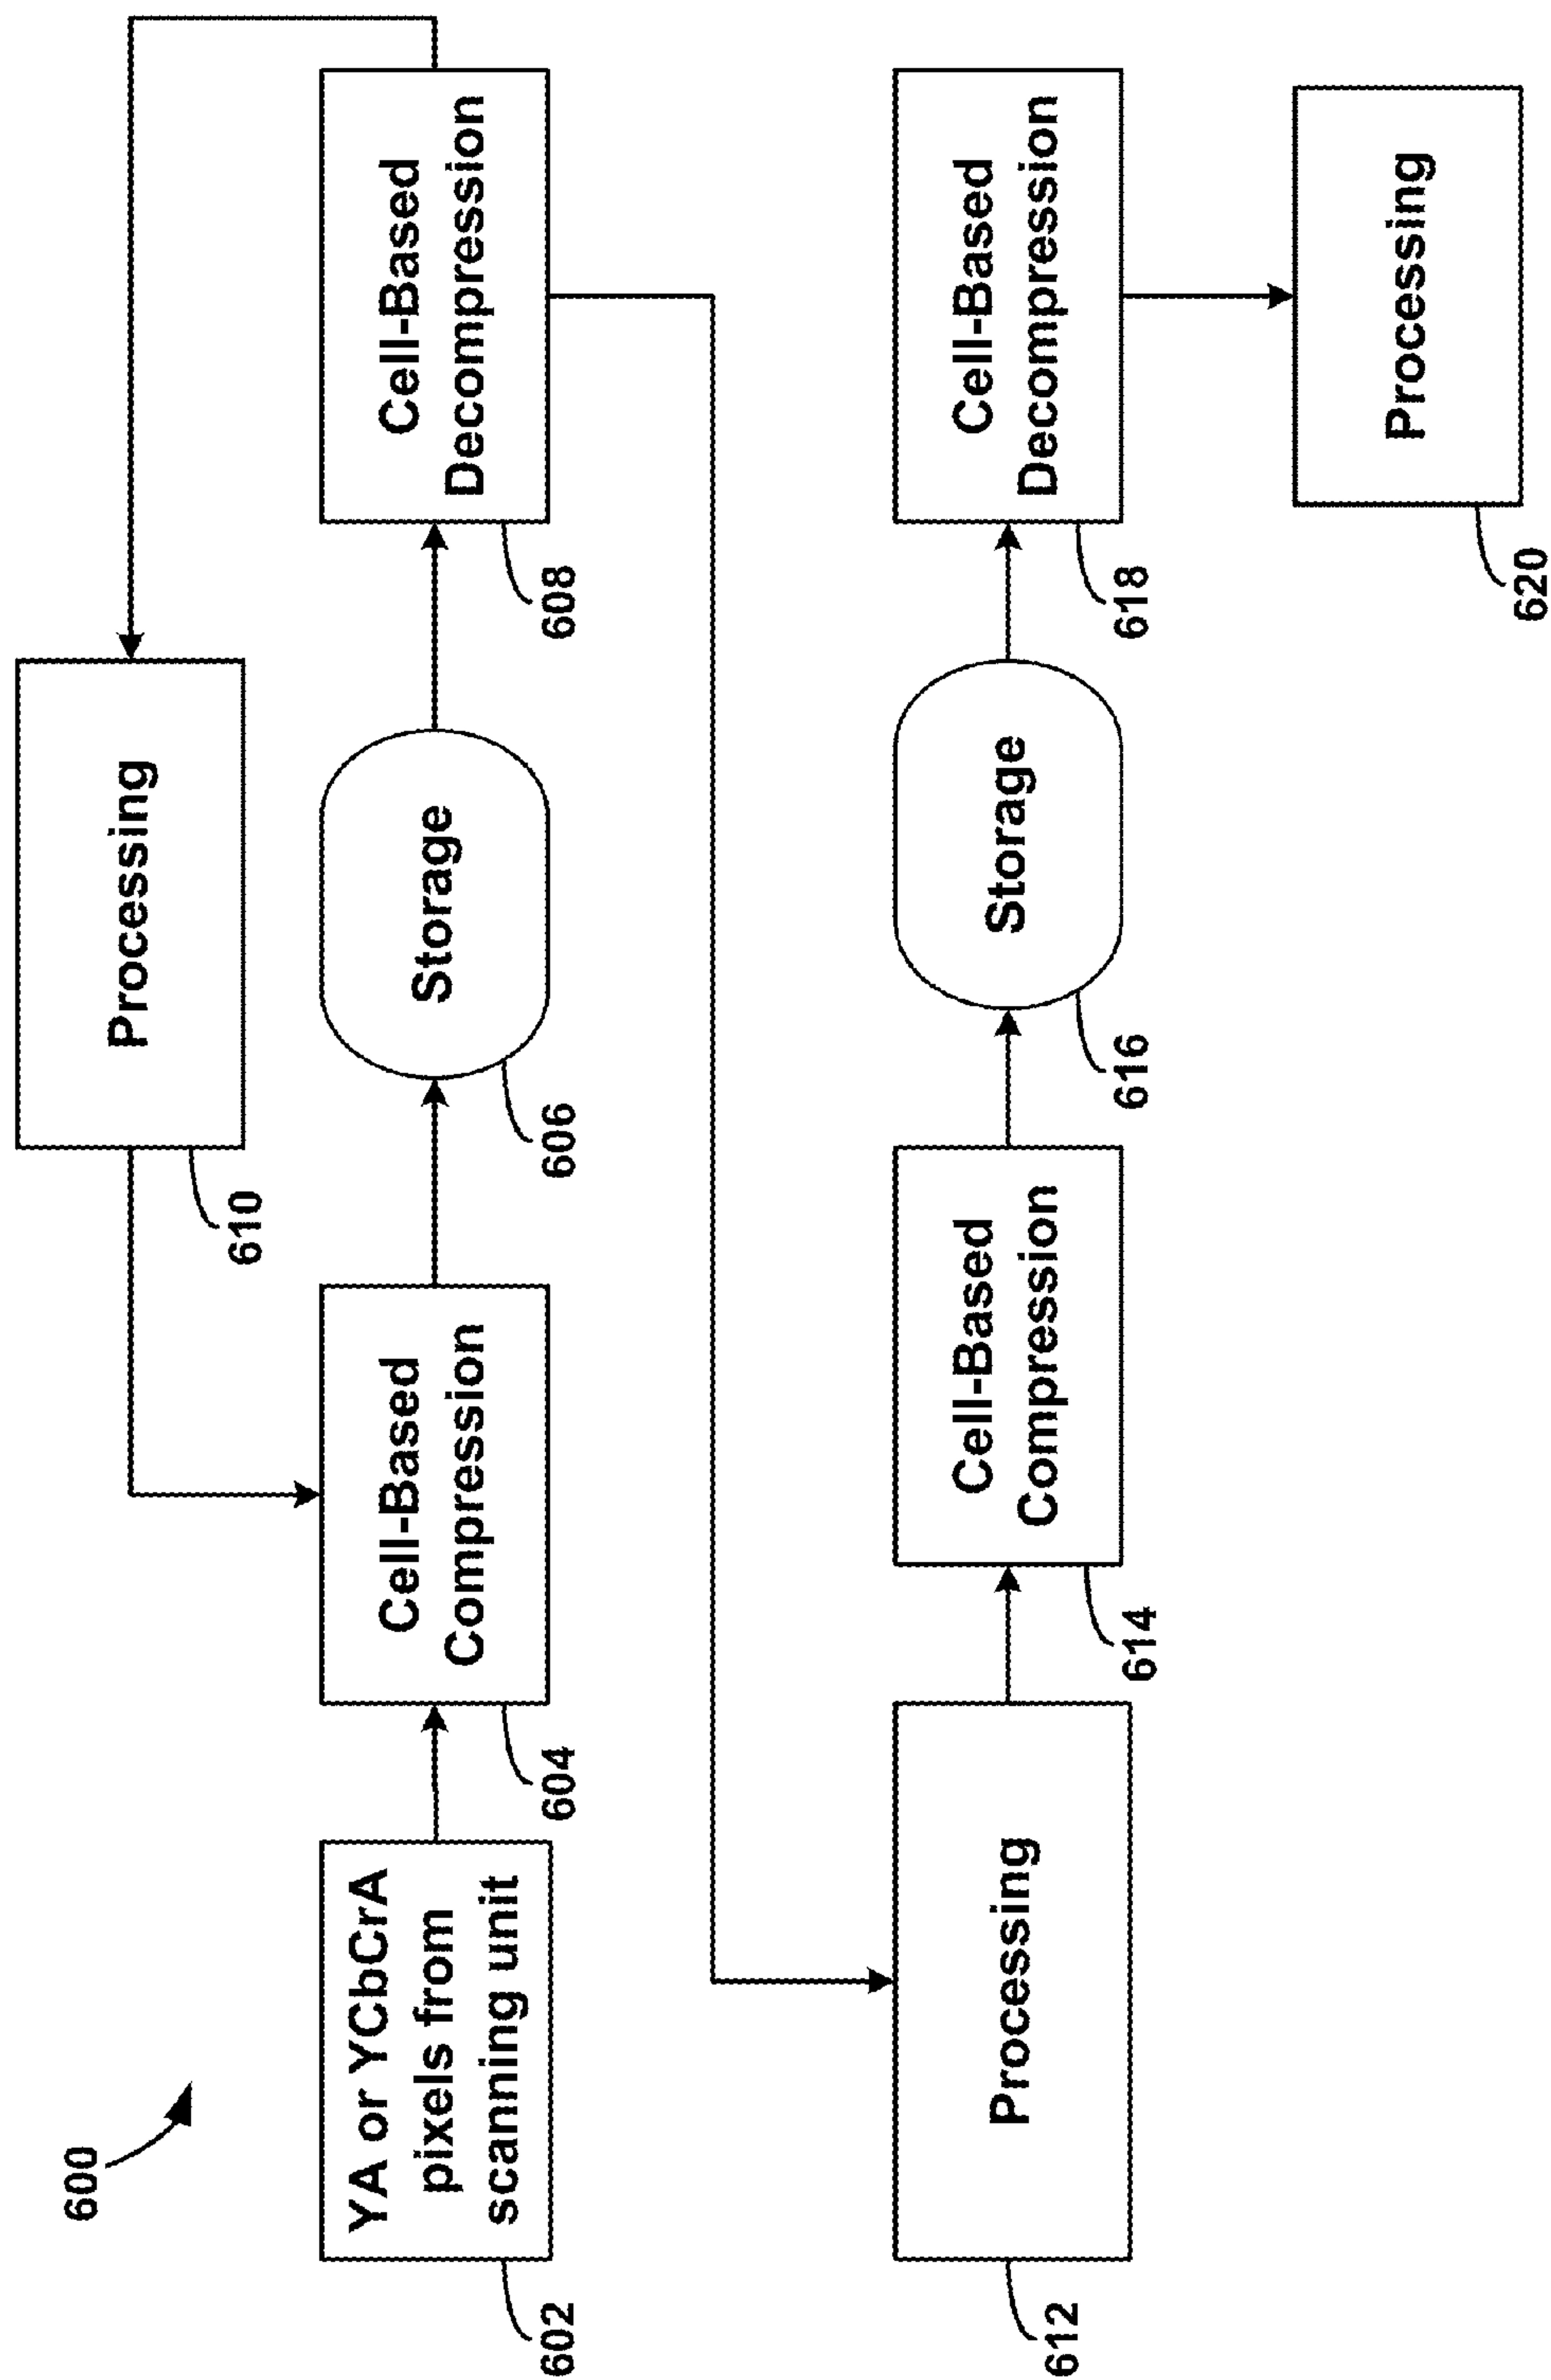 600
Processing
610
YA or YCbCrA
pixels from
scanning unit
602
Cell-Based
Compression
604
Storage
606
Cell-Based
Decompression
608
Processing
612
Cell-Based
Compression
614
Storage
616
Cell-Based
Decompression
618
Processing
620